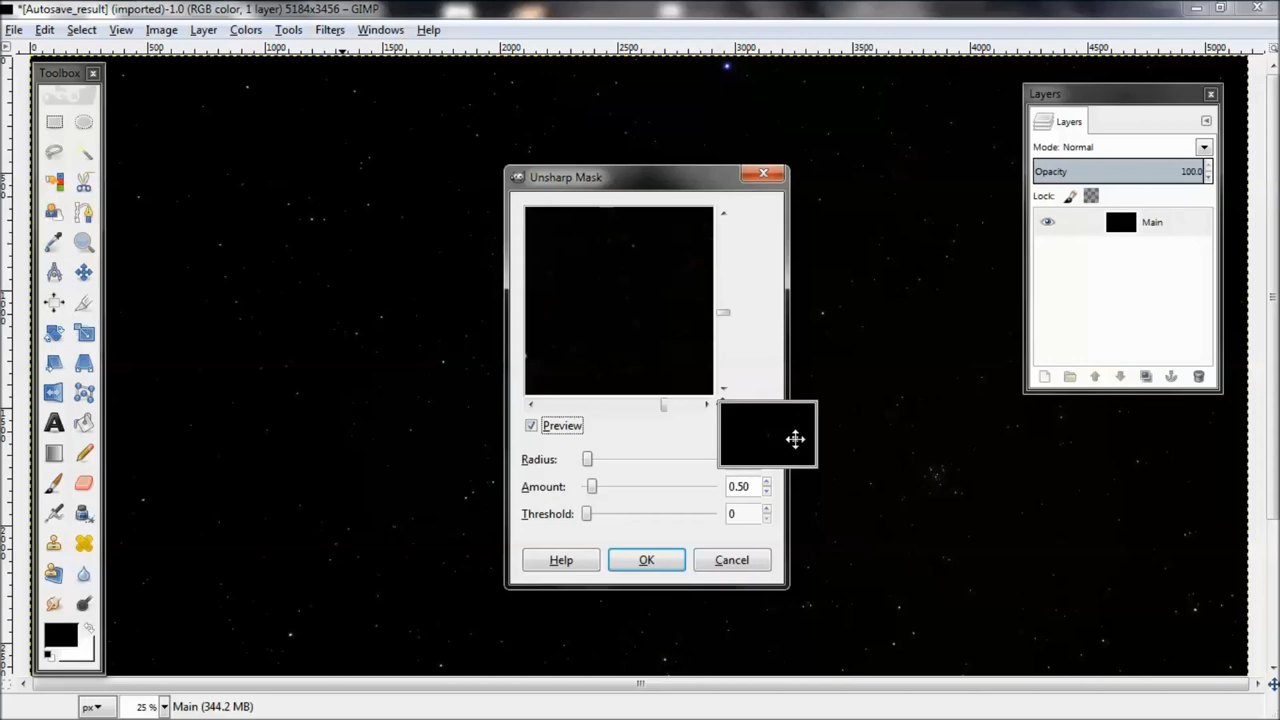 *[Autosave_result] (imported)-1.0 (RGB color, 1 layer) 5184x3456 – GIMP
File Edit Select View Image Layer Colors Tools Filters Windows Help
0 500 1000 1500 2000 2500 3000 3500 4000 4500 5000
Toolbox
Layers
Layers
Mode: Normal
Opacity 100.0
Lock:
Main
Unsharp Mask
Preview
Radius:
Amount: 0.50
Threshold: 0
Help OK Cancel
px 25 % Main (344.2 MB)